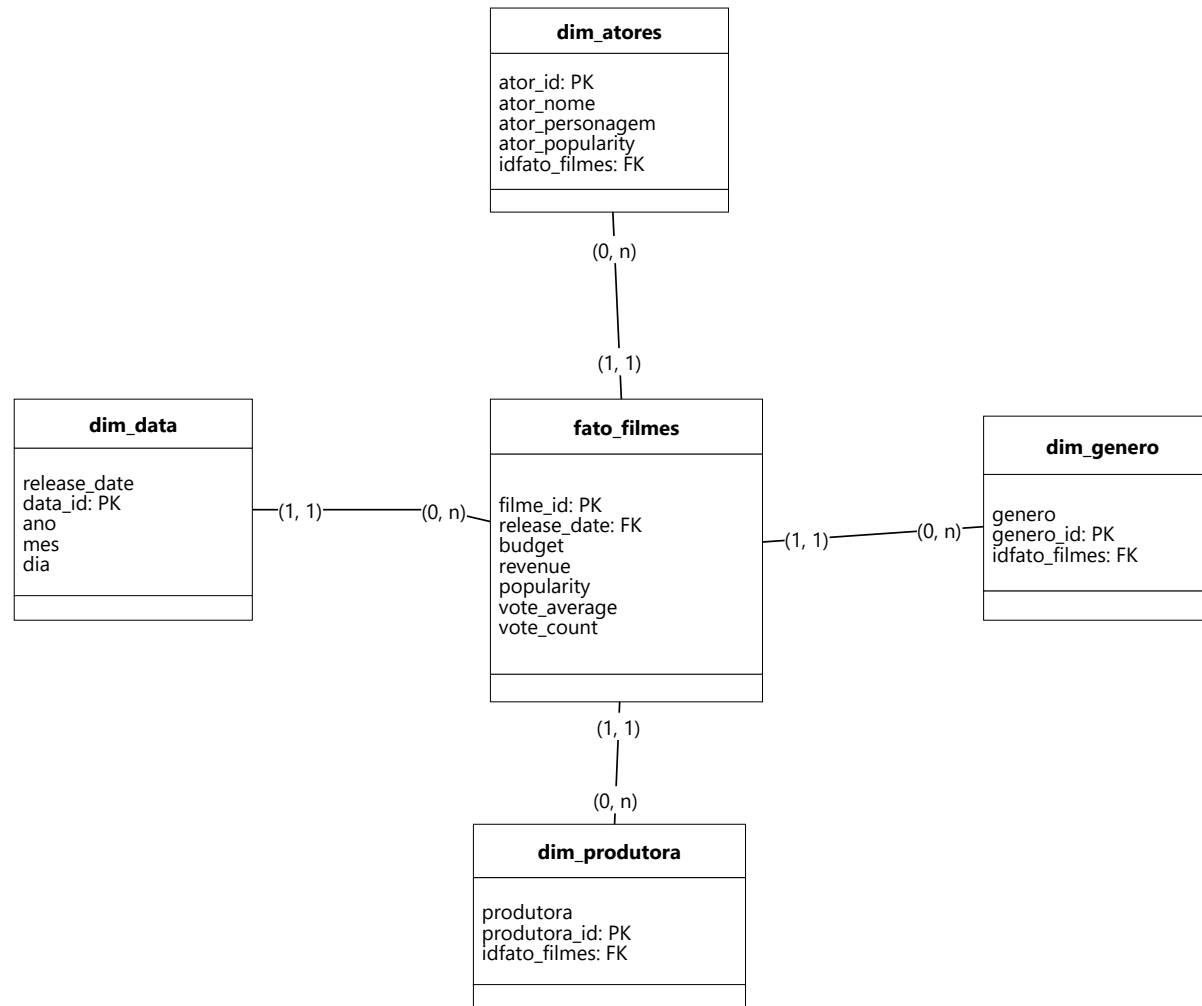 dim_atores
ator_id: PK
ator_nome
ator_personagem
ator_popularity
idfato_filmes: FK
(0, n)
(1, 1)
dim_data
release_date
data_id: PK
ano
mes
dia
(1, 1)
(0, n)
fato_filmes
filme_id: PK
release_date: FK
budget
revenue
popularity
vote_average
vote_count
(1, 1)
(0, n)
dim_genero
genero
genero_id: PK
idfato_filmes: FK
(1, 1)
(0, n)
dim_produtora
produtora
produtora_id: PK
idfato_filmes: FK